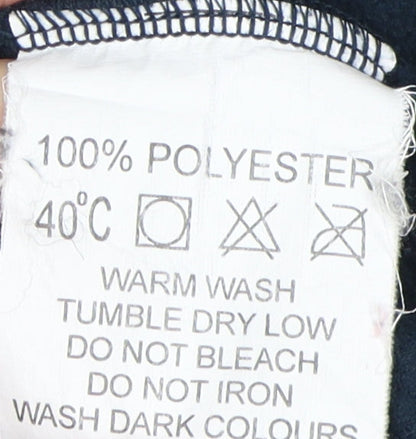 100% POLYESTER
40°C
WARM WASH
TUMBLE DRY LOW
DO NOT BLEACH
DO NOT IRON
WASH DARK COLOURS